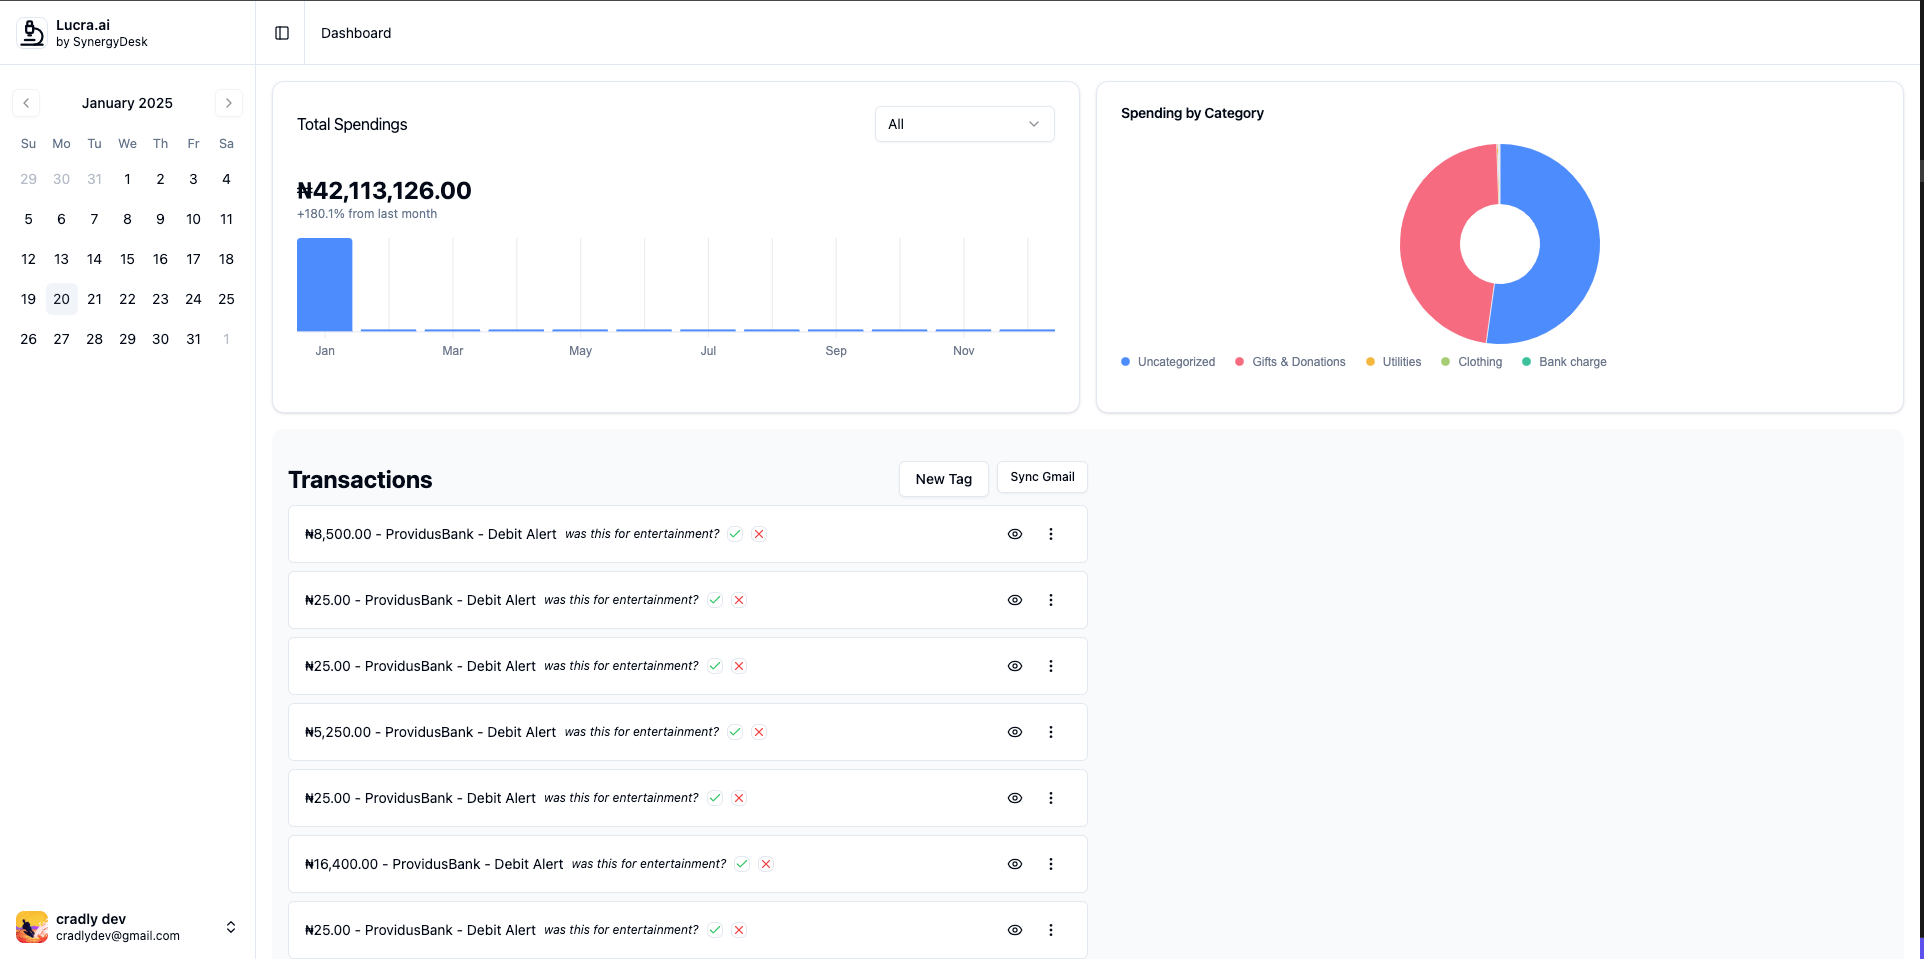 Lucra.ai
by SynergyDesk
Dashboard
January 2025
Su Mo Tu We Th Fr Sa
29 30 31 1 2 3 4
5 6 7 8 9 10 11
12 13 14 15 16 17 18
19 20 21 22 23 24 25
26 27 28 29 30 31 1
Total Spendings
All
₦42,113,126.00
+180.1% from last month
Jan Mar May Jul Sep Nov
Spending by Category
Uncategorized Gifts & Donations Utilities Clothing Bank charge
Transactions
New Tag
Sync Gmail
₦8,500.00 - ProvidusBank - Debit Alert was this for entertainment?
₦25.00 - ProvidusBank - Debit Alert was this for entertainment?
₦25.00 - ProvidusBank - Debit Alert was this for entertainment?
₦5,250.00 - ProvidusBank - Debit Alert was this for entertainment?
₦25.00 - ProvidusBank - Debit Alert was this for entertainment?
₦16,400.00 - ProvidusBank - Debit Alert was this for entertainment?
₦25.00 - ProvidusBank - Debit Alert was this for entertainment?
cradly dev
cradlydev@gmail.com